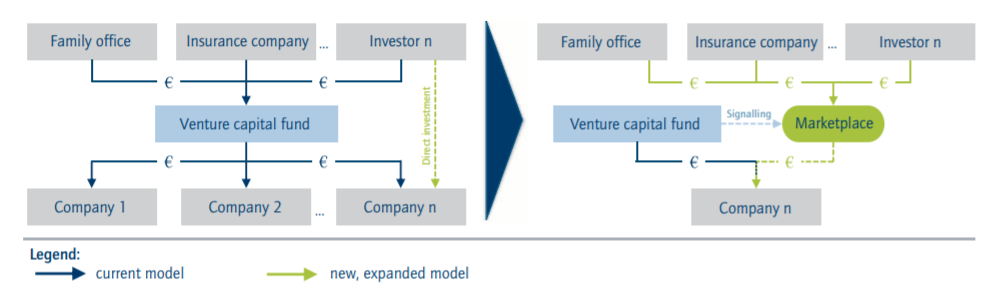 Family office
Insurance company
...
Investor n
€
€
Venture capital fund
Direct investment
€
€
Company 1
Company 2
...
Company n
Family office
Insurance company
...
Investor n
€
€
€
Venture capital fund
Signalling
Marketplace
€
€
Company n
Legend:
current model
new, expanded model